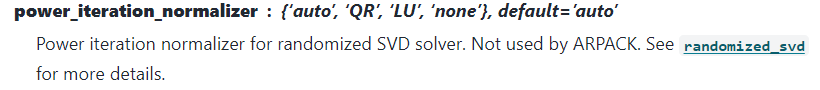 power_iteration_normalizer : {‘auto’, ‘QR’, ‘LU’, ‘none’}, default=’auto’
Power iteration normalizer for randomized SVD solver. Not used by ARPACK. See randomized_svd
for more details.